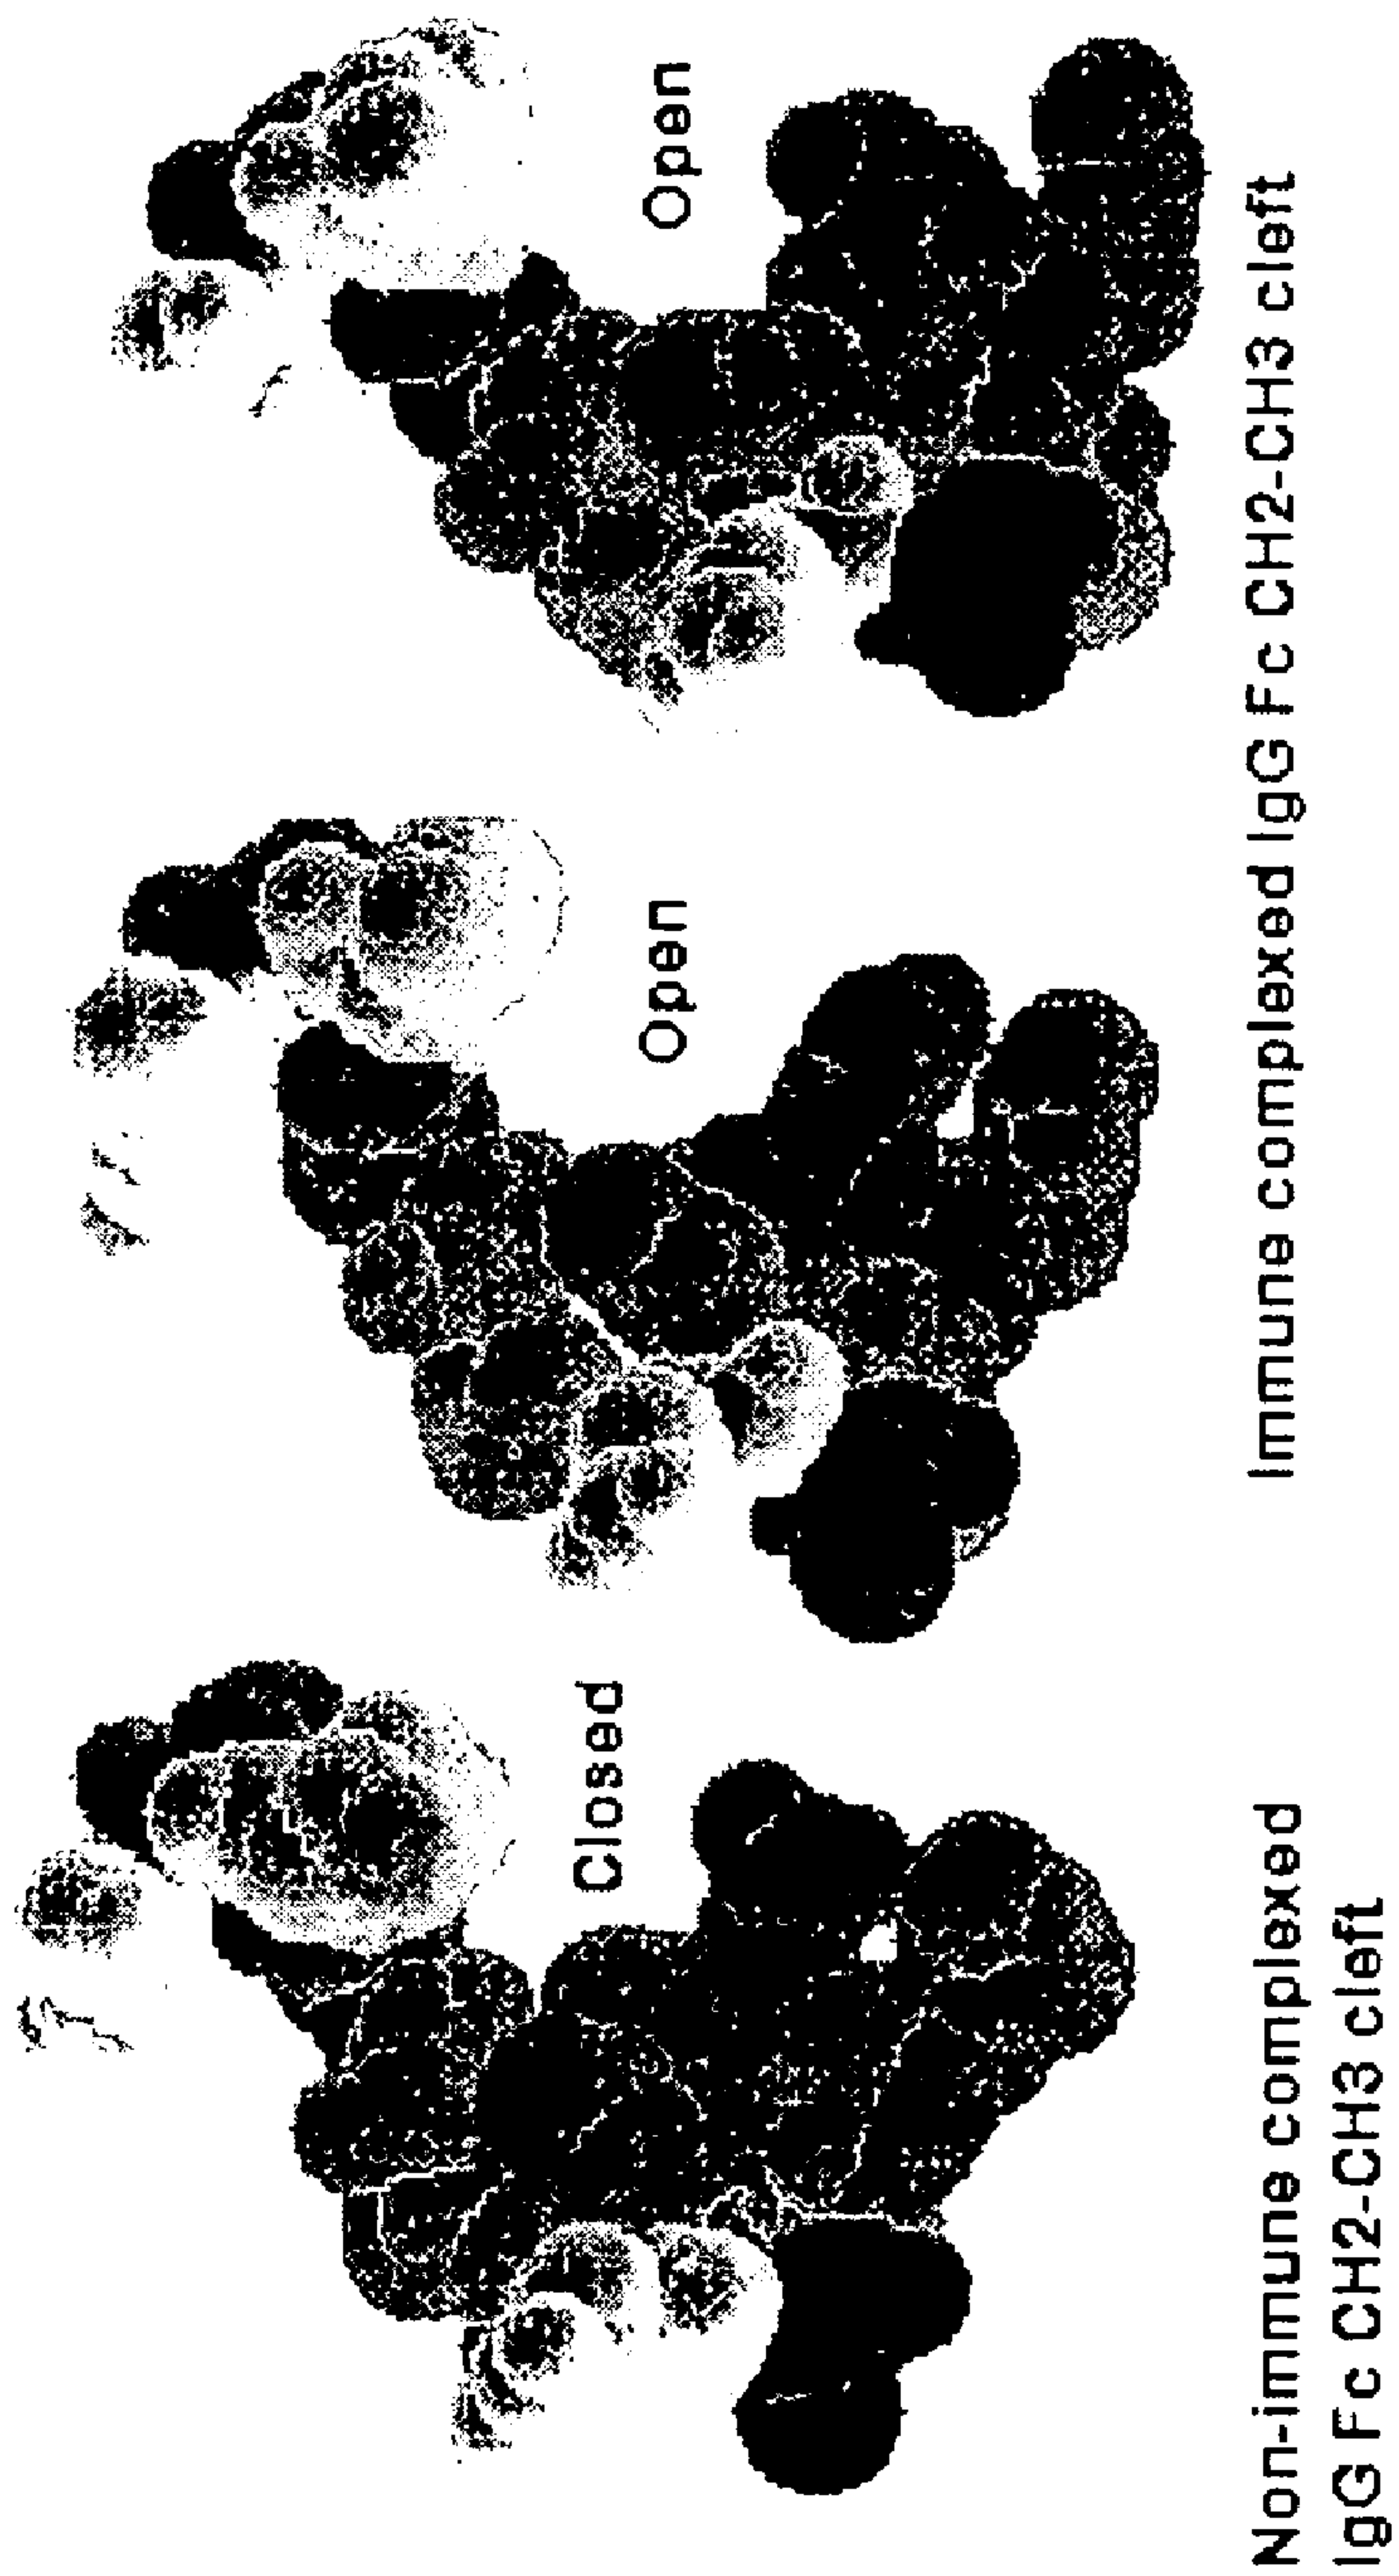 Closed
Open
Open
Non-immune complexed
IgG Fc CH2-CH3 cleft
Immune complexed IgG Fc CH2-CH3 cleft